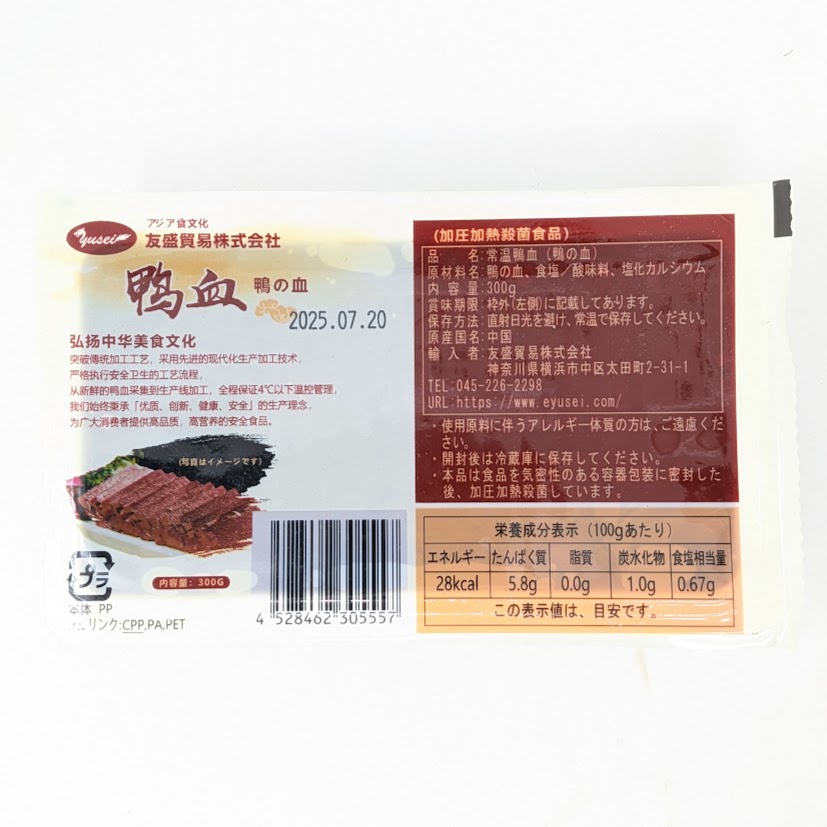 yusei
アジア食文化
友盛貿易株式会社
鴨血 鴨の血
2025.07.20
弘扬中华美食文化
突破傳統加工工艺，采用先进的现代化生产加工技术，
严格执行安全卫生的工艺流程，
从新鲜的鸭血采集到生产线加工，全程保证4℃以下温控管理，
我们始终秉承「优质、创新、健康、安全」的生产理念，
为广大消费者提供高品质，高营养的安全食品。
(写真はイメージです)
プラ
内容量：300G
本体 PP
リンク:CPP,PA,PET
4 528462 305557
(加圧加熱殺菌食品)
品 名:常温鴨血（鴨の血）
原材料名:鴨の血、食塩／酸味料、塩化カルシウム
内 容 量:300g
賞味期限:枠外(左側)に記載してあります。
保存方法:直射日光を避け、常温で保存してください。
原産国名:中国
輸 入 者:友盛貿易株式会社
神奈川県横浜市中区太田町2-31-1
TEL:045-226-2298
URL:https://www.eyusei.com/
・使用原料に伴うアレルギー体質の方は、ご遠慮くだ
さい。
・開封後は冷蔵庫に保存してください。
・本品は食品を気密性のある容器包装に密封した
後、加圧加熱殺菌しています。
栄養成分表示（100gあたり）
エネルギー たんぱく質 脂質 炭水化物 食塩相当量
28kcal 5.8g 0.0g 1.0g 0.67g
この表示値は、目安です。